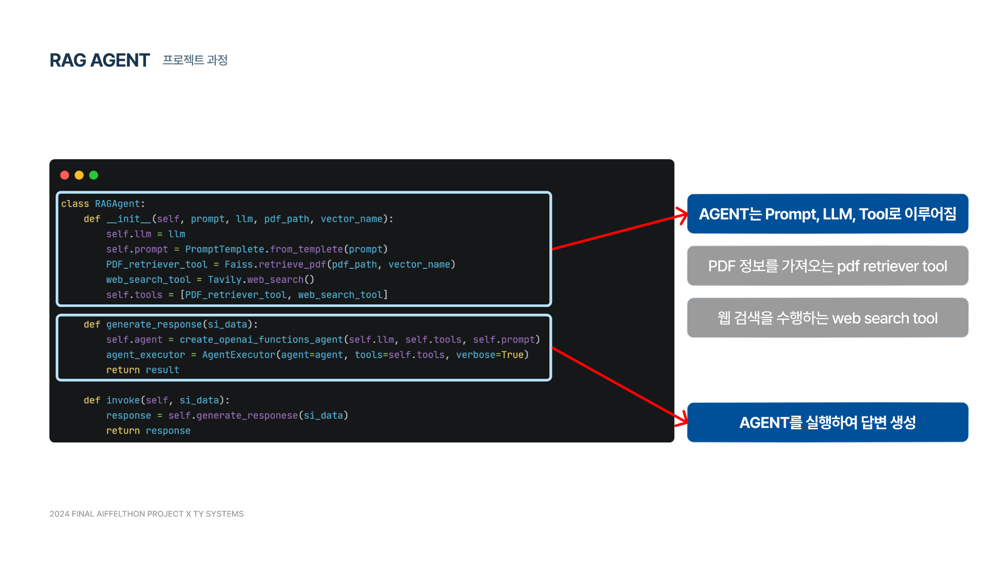 RAG AGENT 프로젝트 과정
class RAGAgent:
    def __init__(self, prompt, llm, pdf_path, vector_name):
        self.llm = llm
        self.prompt = PromptTemplete.from_templete(prompt)
        PDF_retriever_tool = Faiss.retrieve_pdf(pdf_path, vector_name)
        web_search_tool = Tavily.web_search()
        self.tools = [PDF_retriever_tool, web_search_tool]
    def generate_response(si_data):
        self.agent = create_openai_functions_agent(self.llm, self.tools, self.prompt)
        agent_executor = AgentExecutor(agent=agent, tools=self.tools, verbose=True)
        return result
    def invoke(self, si_data):
        response = self.generate_responese(si_data)
        return response
AGENT는 Prompt, LLM, Tool로 이루어짐
PDF 정보를 가져오는 pdf retriever tool
웹 검색을 수행하는 web search tool
AGENT를 실행하여 답변 생성
2024 FINAL AIFFELTHON PROJECT X TY SYSTEMS